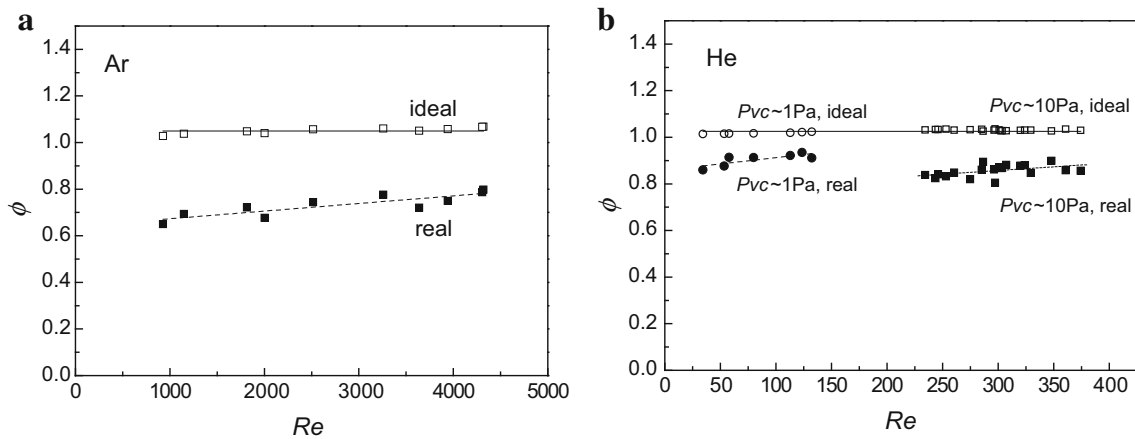 a
1.4
1.2
1.0
0.8
0.6
0.4
0.2
0.0
ϕ
Ar
ideal
real
1000 2000 3000 4000 5000
Re
b
1.4
1.2
1.0
0.8
0.6
0.4
0.2
0.0
ϕ
He
Pvc~1Pa, ideal
Pvc~10Pa, ideal
Pvc~1Pa, real
Pvc~10Pa, real
0 50 100 150 200 250 300 350 400
Re